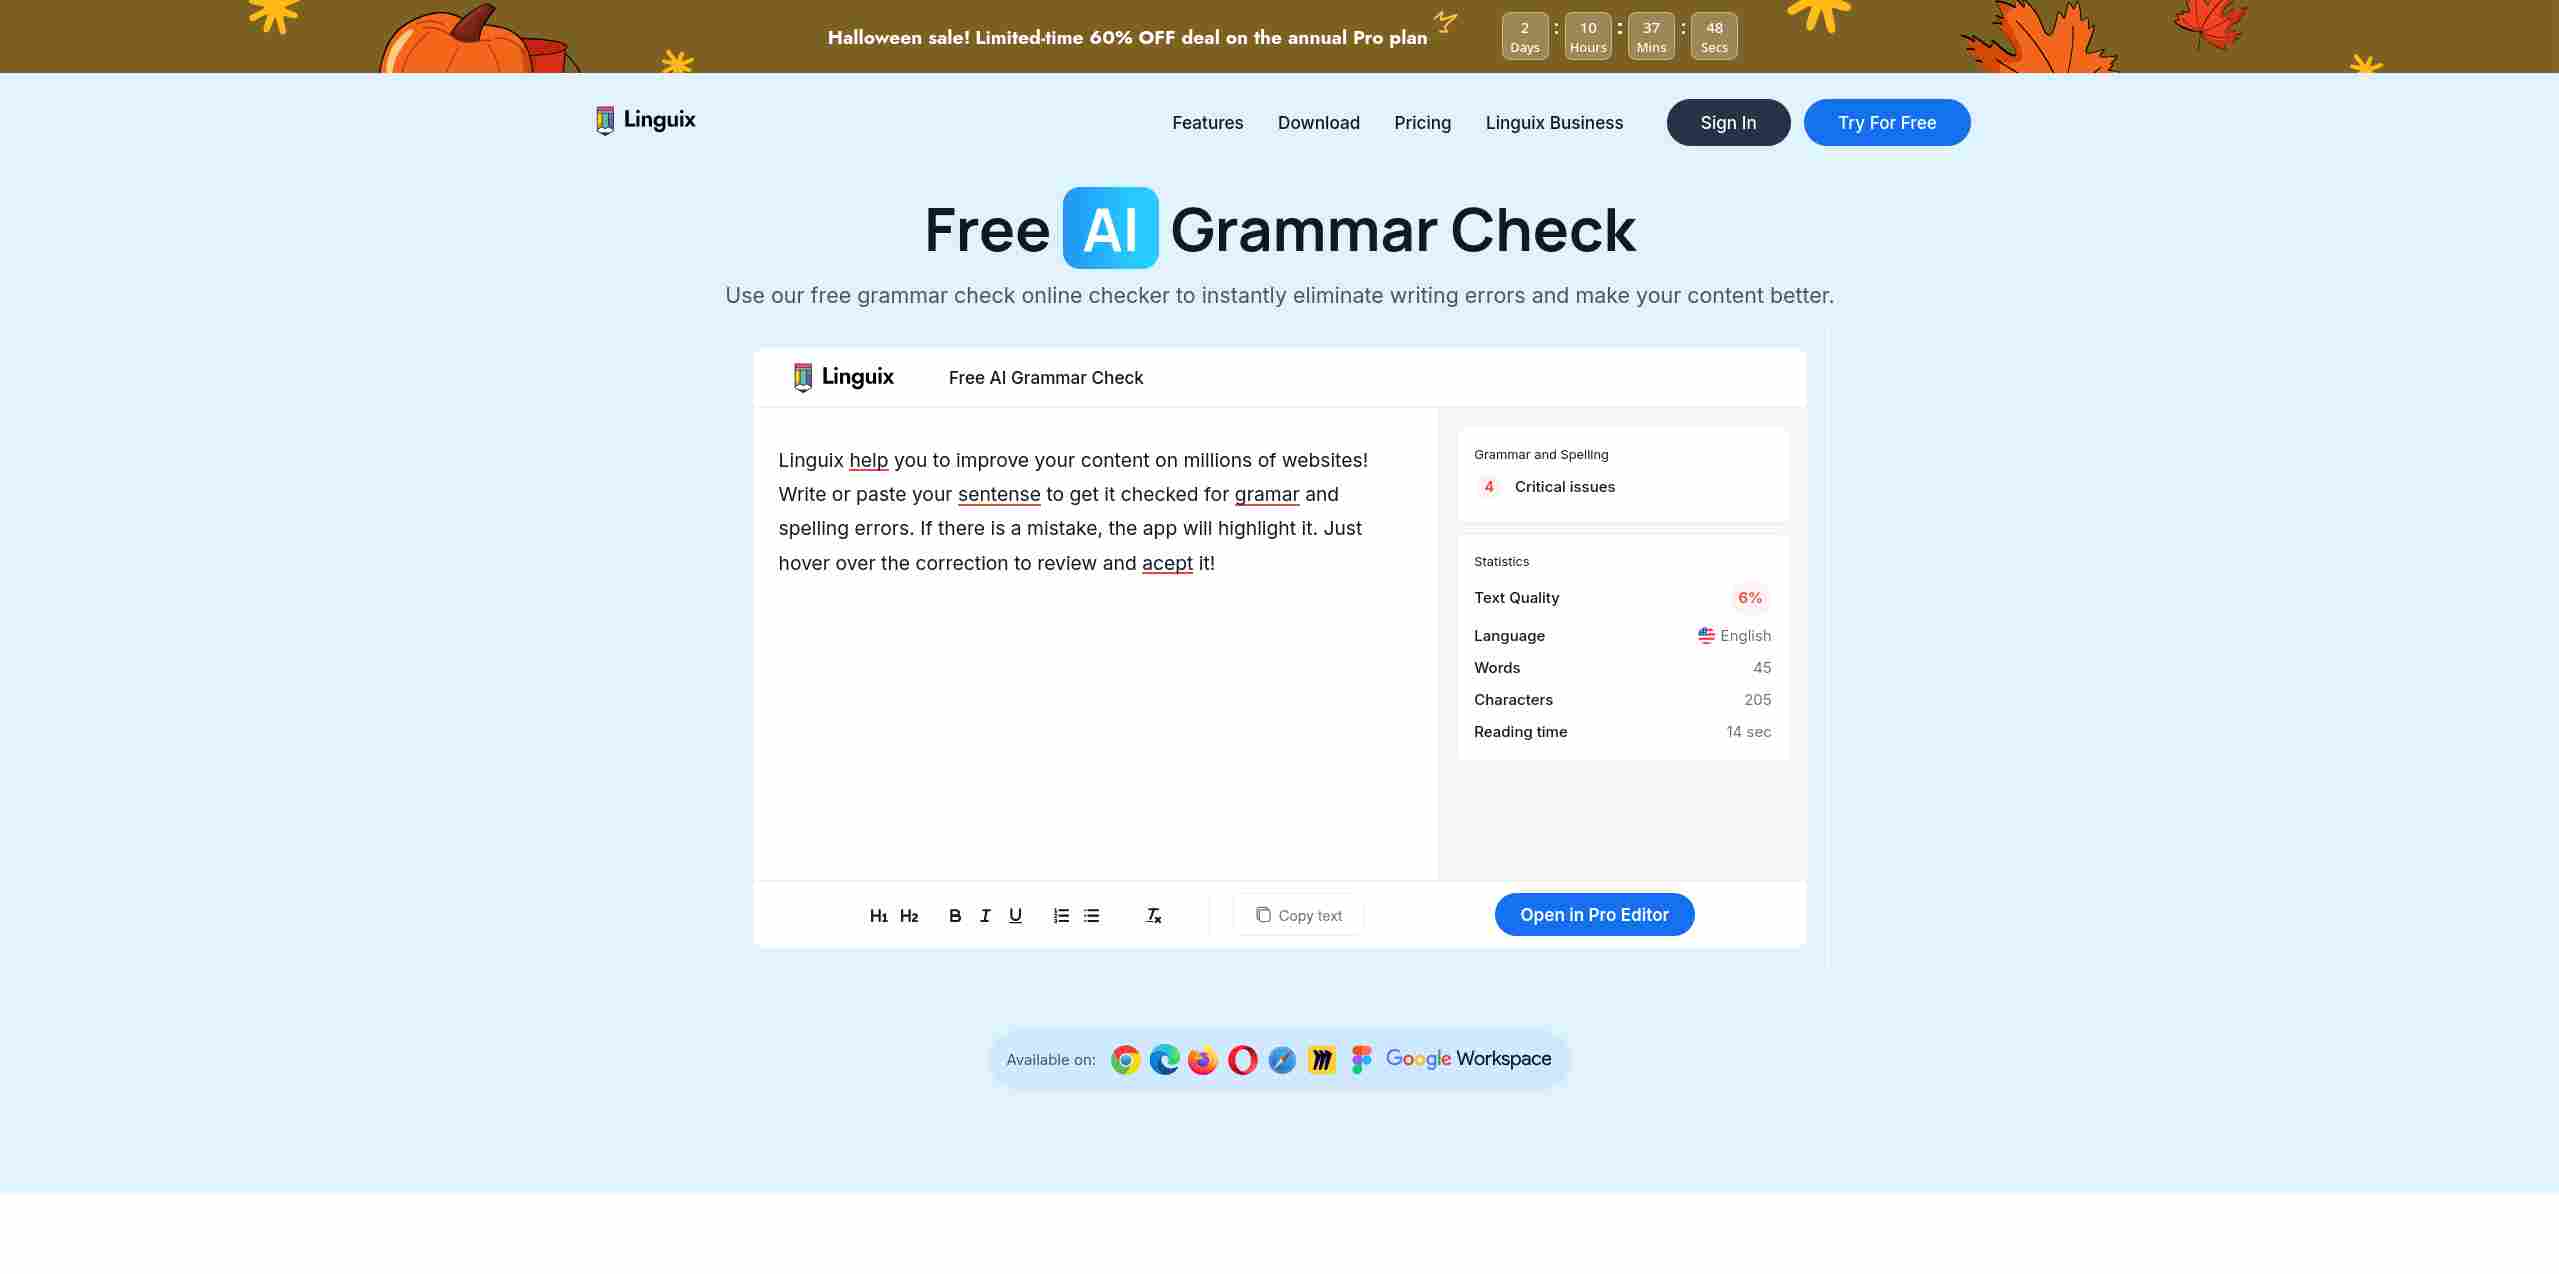 Halloween sale! Limited-time 60% OFF deal on the annual Pro plan
2 Days : 10 Hours : 37 Mins : 48 Secs
Linguix
Features Download Pricing Linguix Business Sign In Try For Free
Free AI Grammar Check
Use our free grammar check online checker to instantly eliminate writing errors and make your content better.
Linguix Free AI Grammar Check
Linguix help you to improve your content on millions of websites!
Write or paste your sentense to get it checked for gramar and
spelling errors. If there is a mistake, the app will highlight it. Just
hover over the correction to review and acept it!
Grammar and Spelling
4 Critical issues
Statistics
Text Quality 6%
Language English
Words 45
Characters 205
Reading time 14 sec
H1 H2 B I U Copy text Open in Pro Editor
Available on: Google Workspace